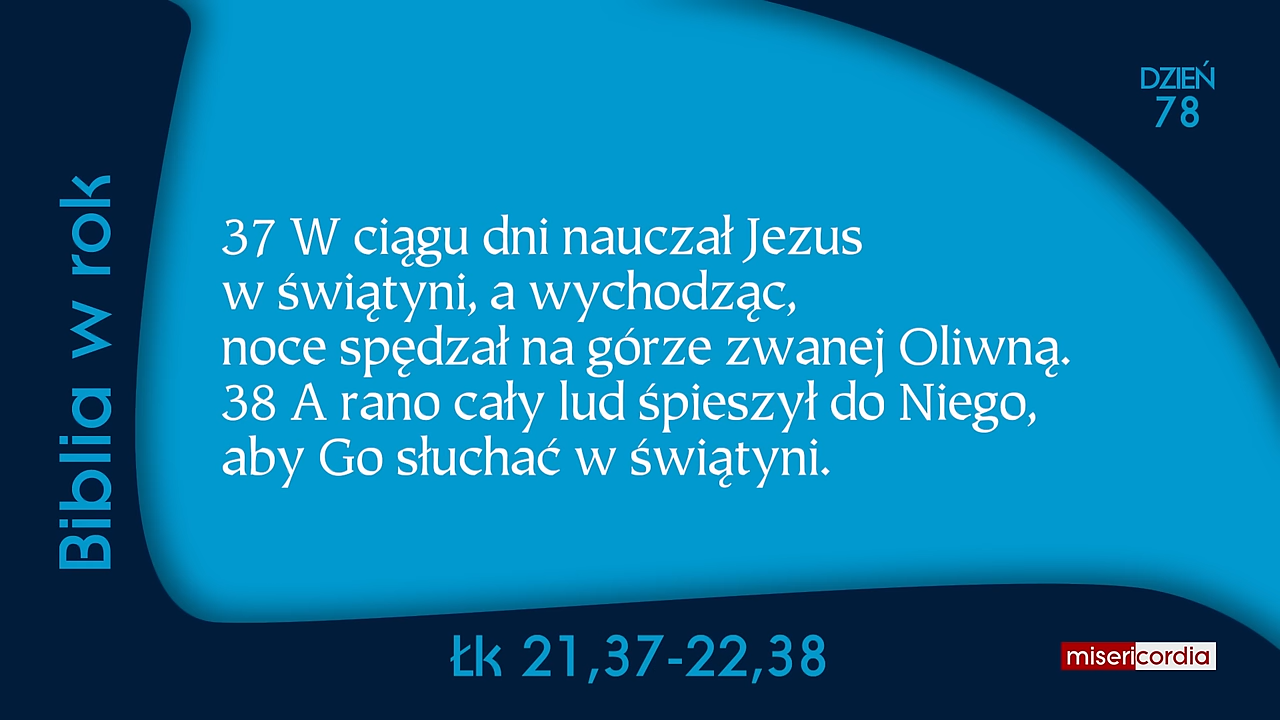 DZIEŃ
78
Biblia w rok
37 W ciągu dni nauczał Jezus
w świątyni, a wychodząc,
noce spędzał na górze zwanej Oliwną.
38 A rano cały lud śpieszył do Niego,
aby Go słuchać w świątyni.
Łk 21,37-22,38
misericordia